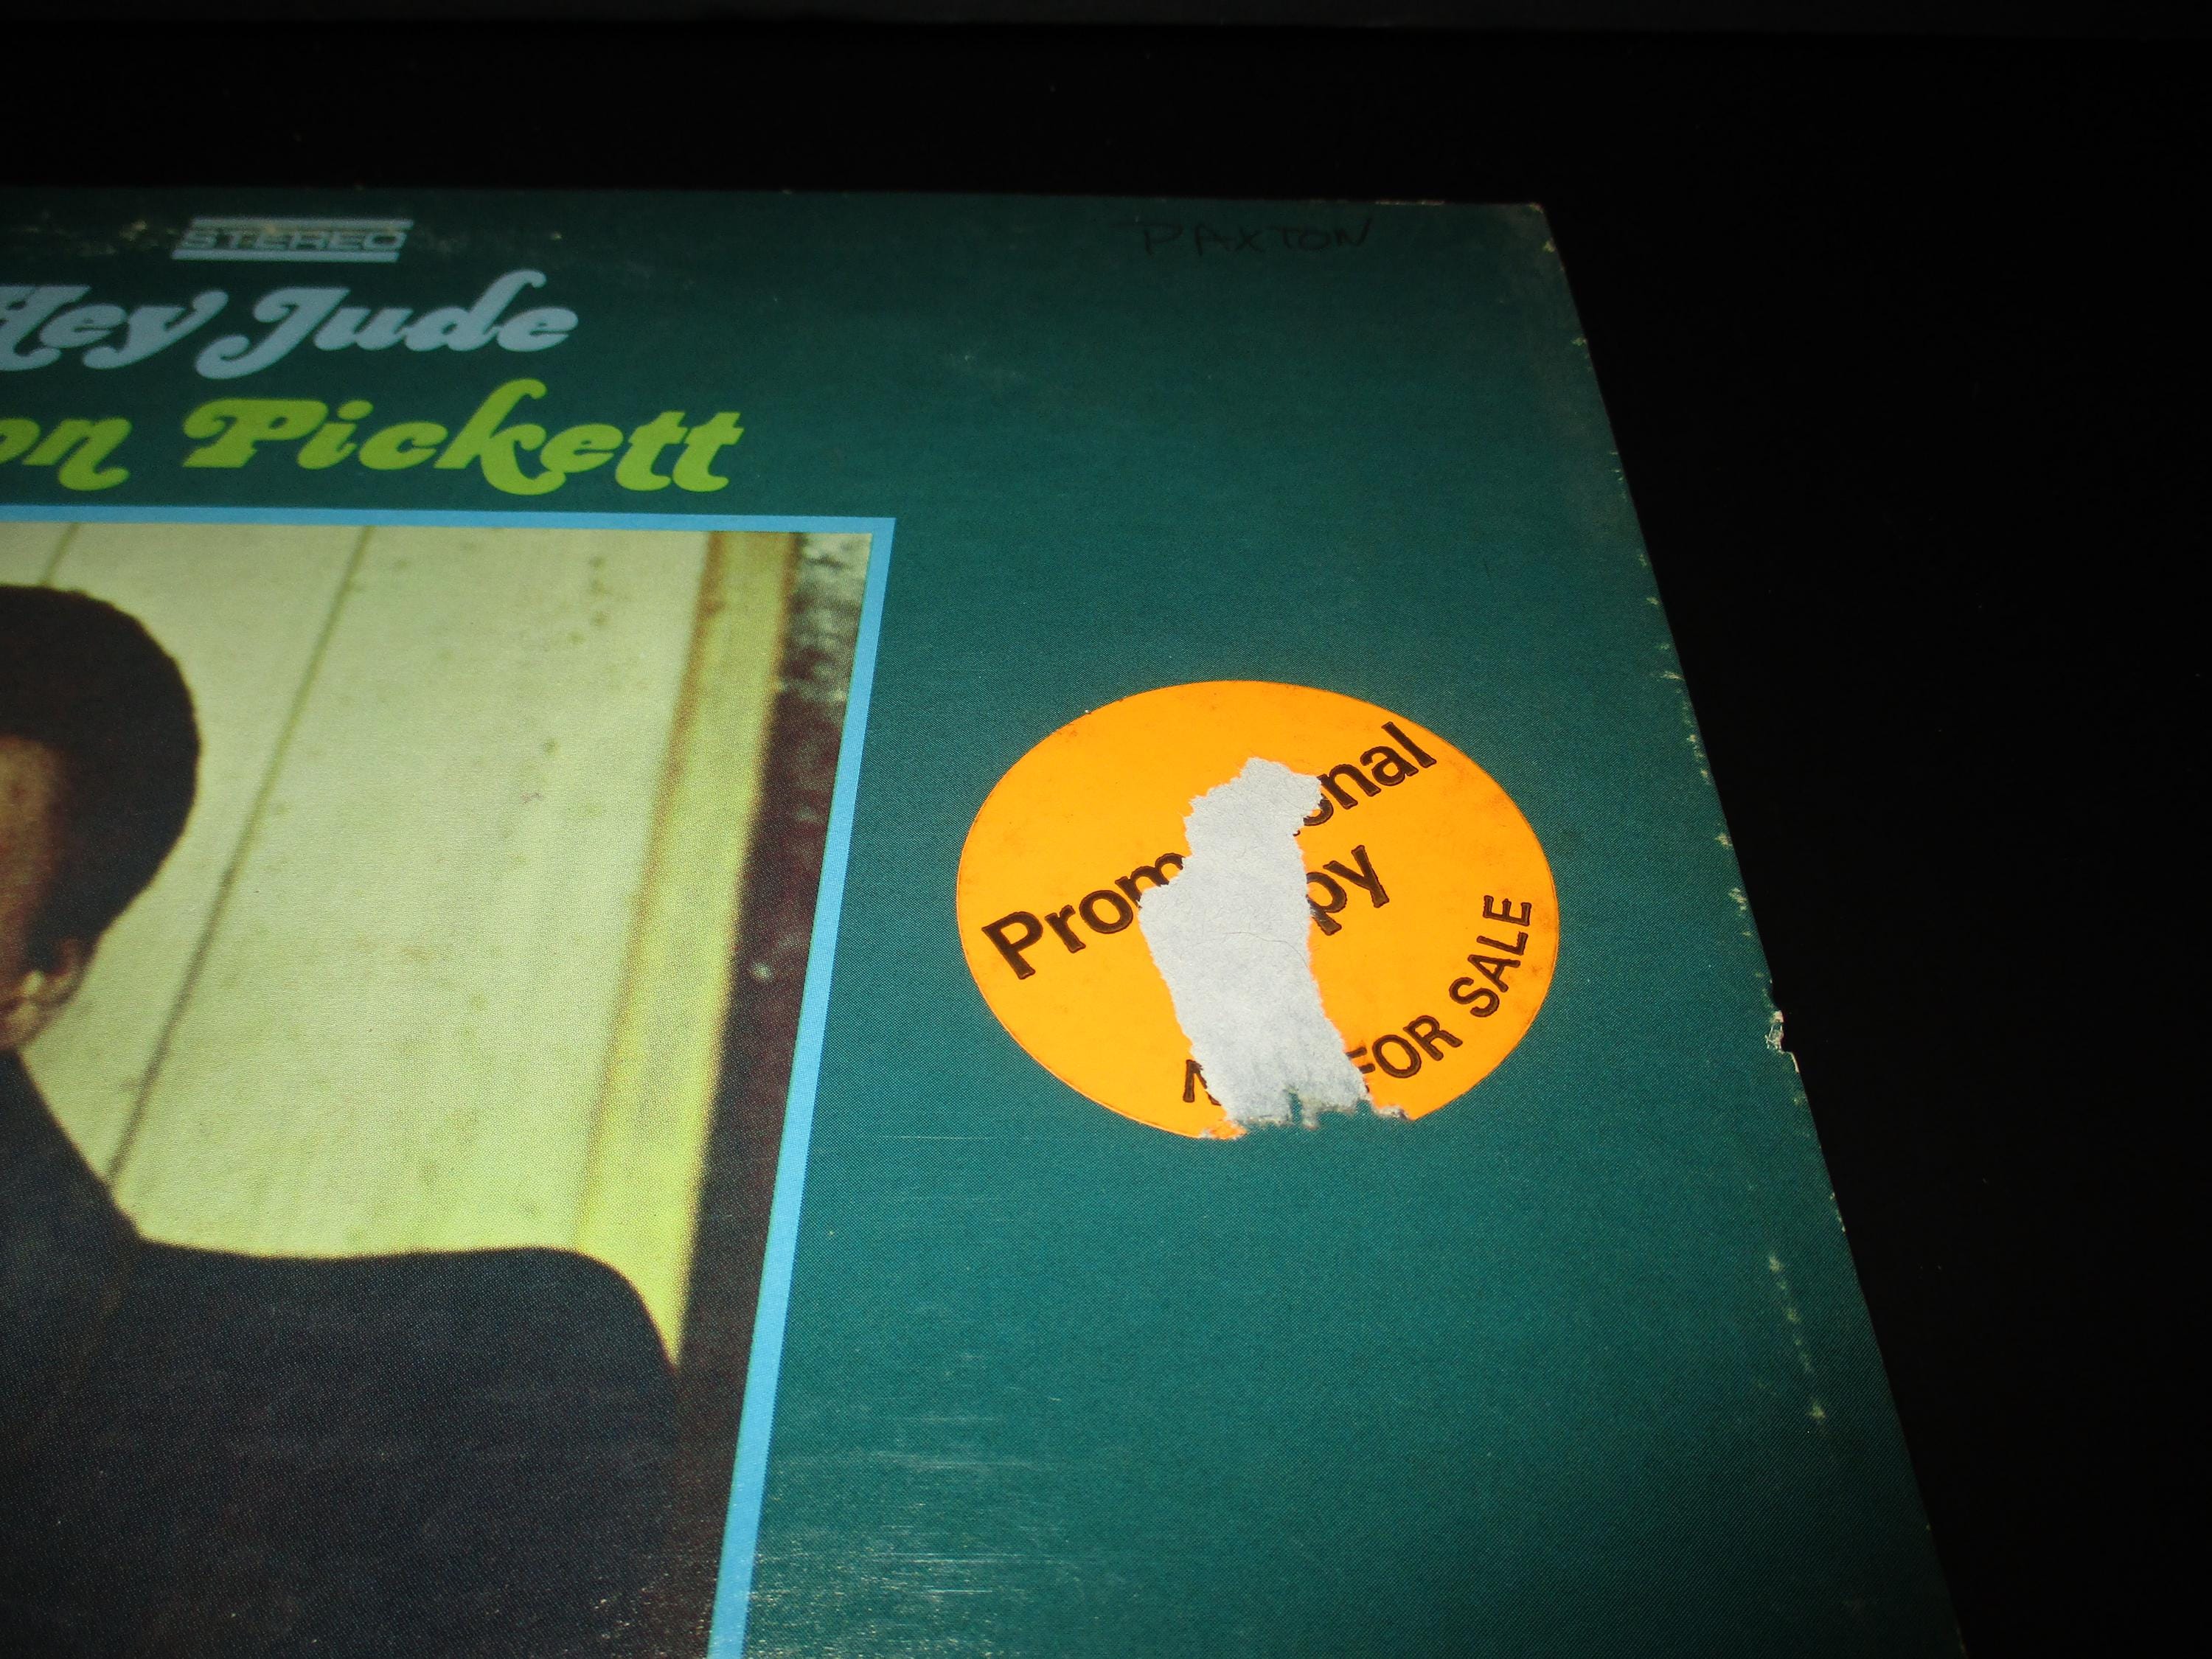 STEREO
PAXTON
Hey Jude
on Pickett
Prom onal
py
FOR SALE